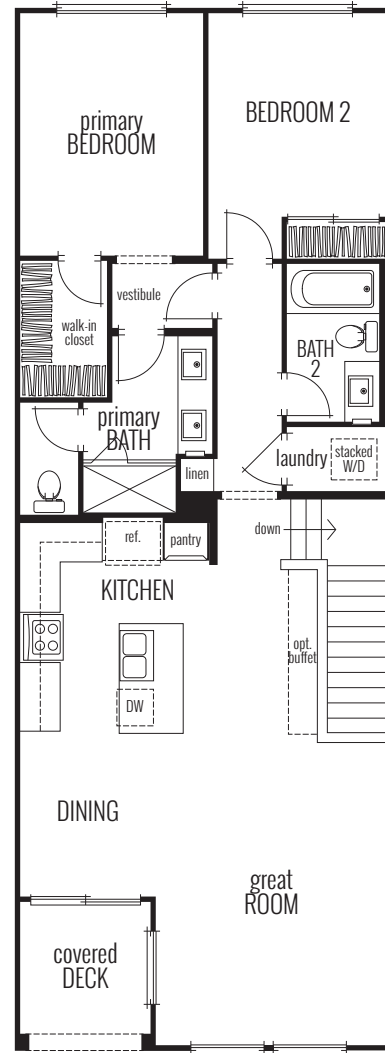 primary
BEDROOM
BEDROOM 2
vestibule
walk-in
closet
BATH
2
primary
BATH
linen
laundry
stacked
W/D
ref.
pantry
down
KITCHEN
opt.
buffet
DW
DINING
great
ROOM
covered
DECK